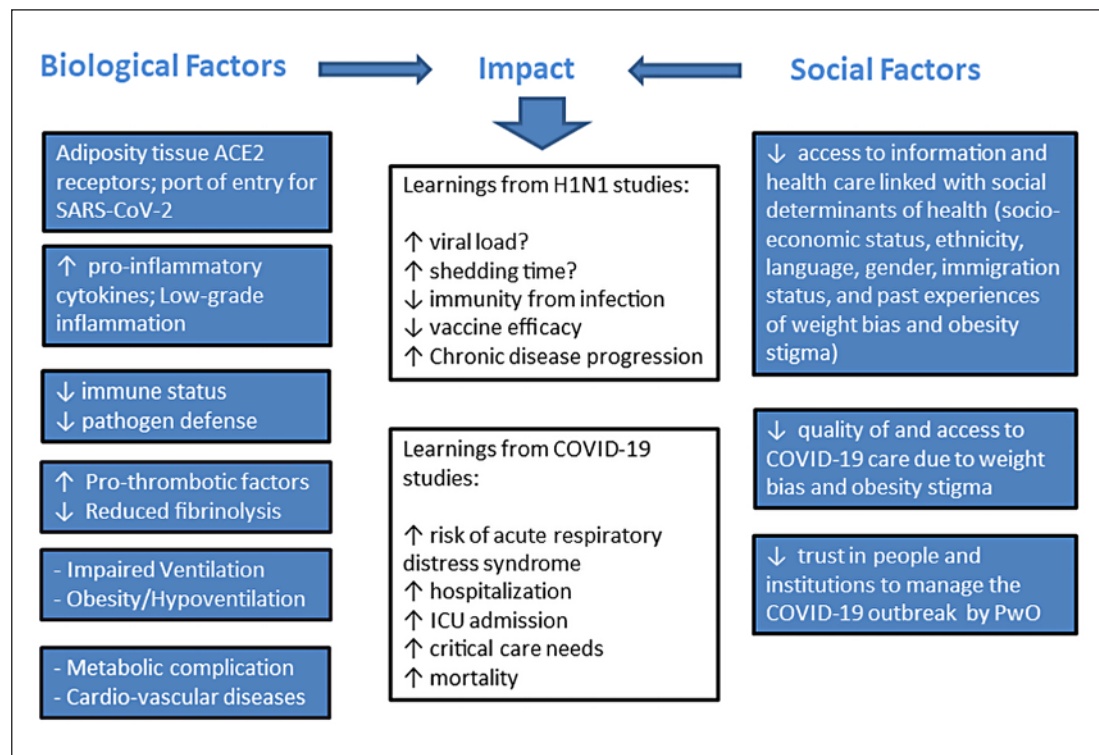 Biological Factors
Impact
Social Factors
Adiposity tissue ACE2
receptors; port of entry for
SARS-CoV-2
↑ pro-inflammatory
cytokines; Low-grade
inflammation
↓ immune status
↓ pathogen defense
↑ Pro-thrombotic factors
↓ Reduced fibrinolysis
- Impaired Ventilation
- Obesity/Hypoventilation
- Metabolic complication
- Cardio-vascular diseases
Learnings from H1N1 studies:
↑ viral load?
↑ shedding time?
↓ immunity from infection
↓ vaccine efficacy
↑ Chronic disease progression
Learnings from COVID-19
studies:
↑ risk of acute respiratory
distress syndrome
↑ hospitalization
↑ ICU admission
↑ critical care needs
↑ mortality
↓ access to information and
health care linked with social
determinants of health (socio-
economic status, ethnicity,
language, gender, immigration
status, and past experiences
of weight bias and obesity
stigma)
↓ quality of and access to
COVID-19 care due to weight
bias and obesity stigma
↓ trust in people and
institutions to manage the
COVID-19 outbreak by PwO